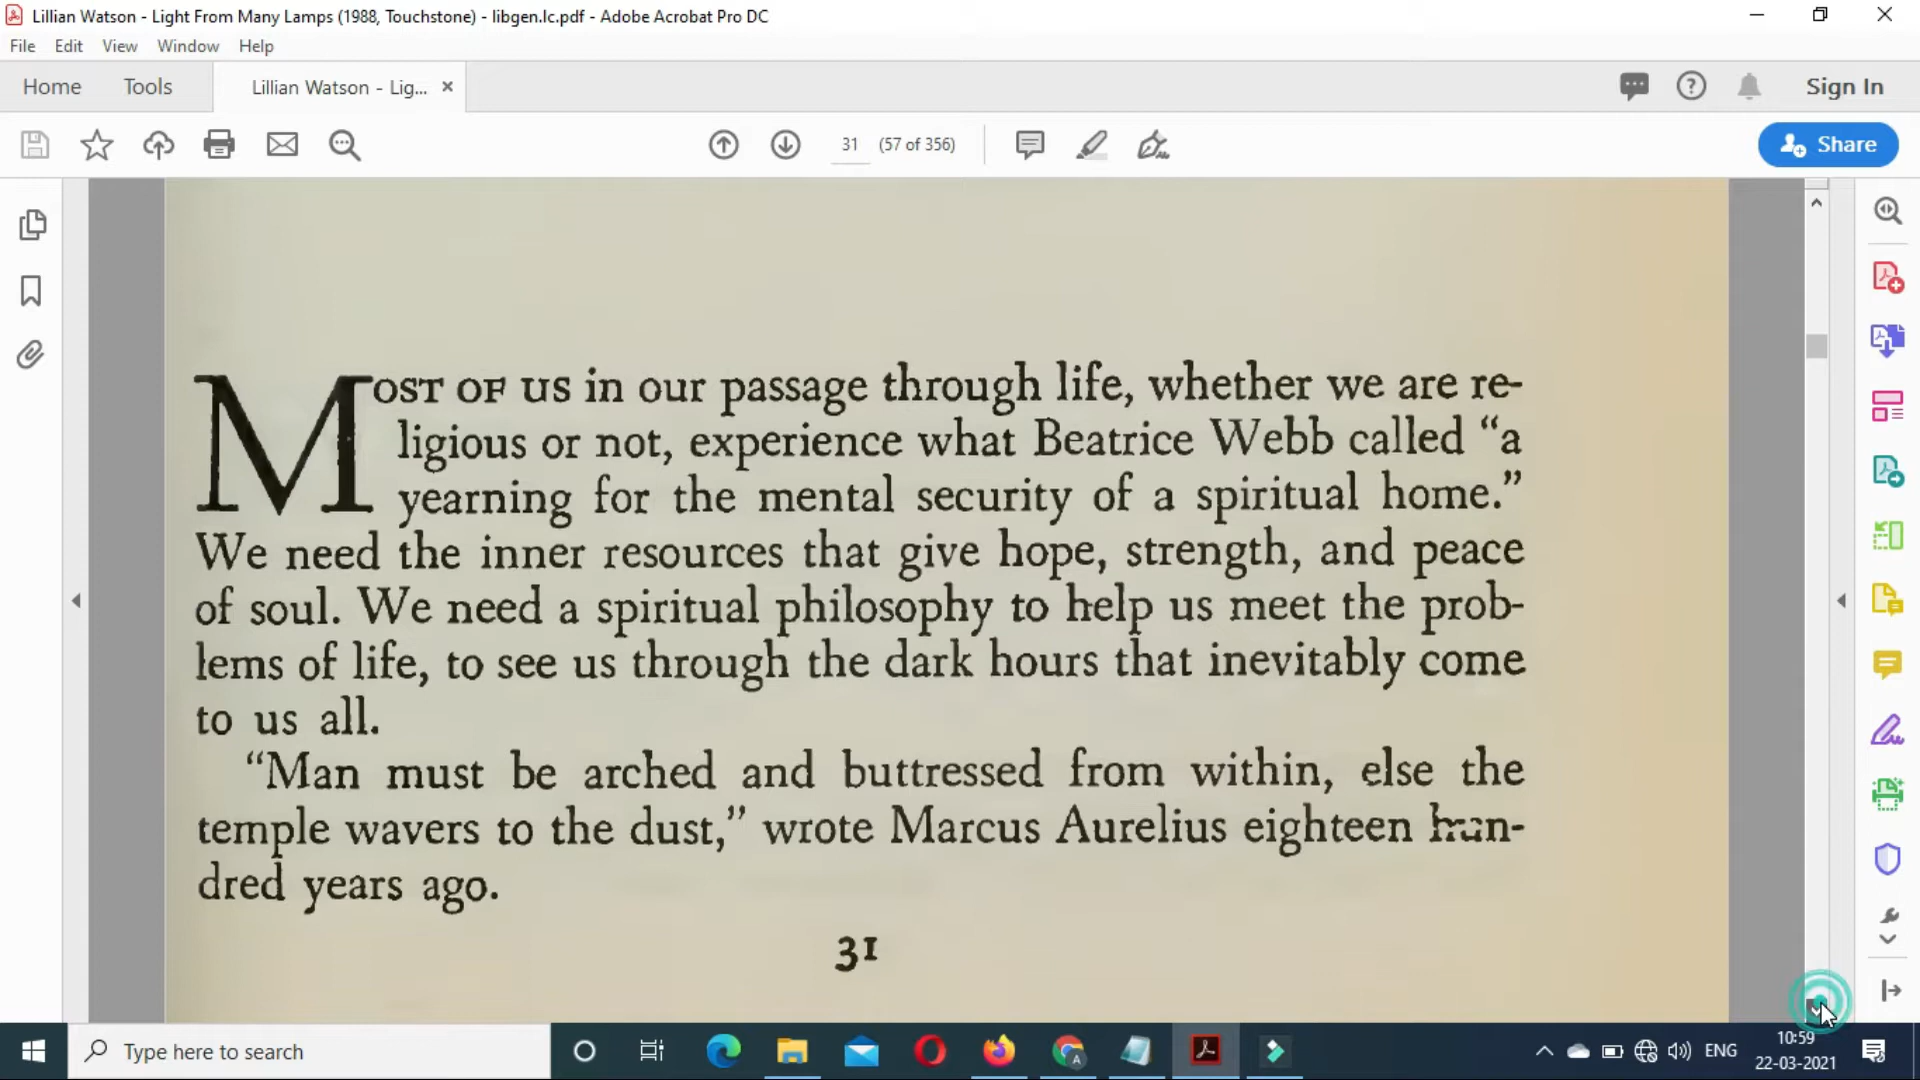 Lillian Watson - Light From Many Lamps (1988, Touchstone) - libgen.lc.pdf - Adobe Acrobat Pro DC
File Edit View Window Help
Home Tools Lillian Watson - Lig... × Sign In
31 (57 of 356) Share
MOST OF US in our passage through life, whether we are re-
ligious or not, experience what Beatrice Webb called “a
yearning for the mental security of a spiritual home.”
We need the inner resources that give hope, strength, and peace
of soul. We need a spiritual philosophy to help us meet the prob-
lems of life, to see us through the dark hours that inevitably come
to us all.
“Man must be arched and buttressed from within, else the
temple wavers to the dust,” wrote Marcus Aurelius eighteen hun-
dred years ago.
31
Type here to search ENG 10:59
22-03-2021